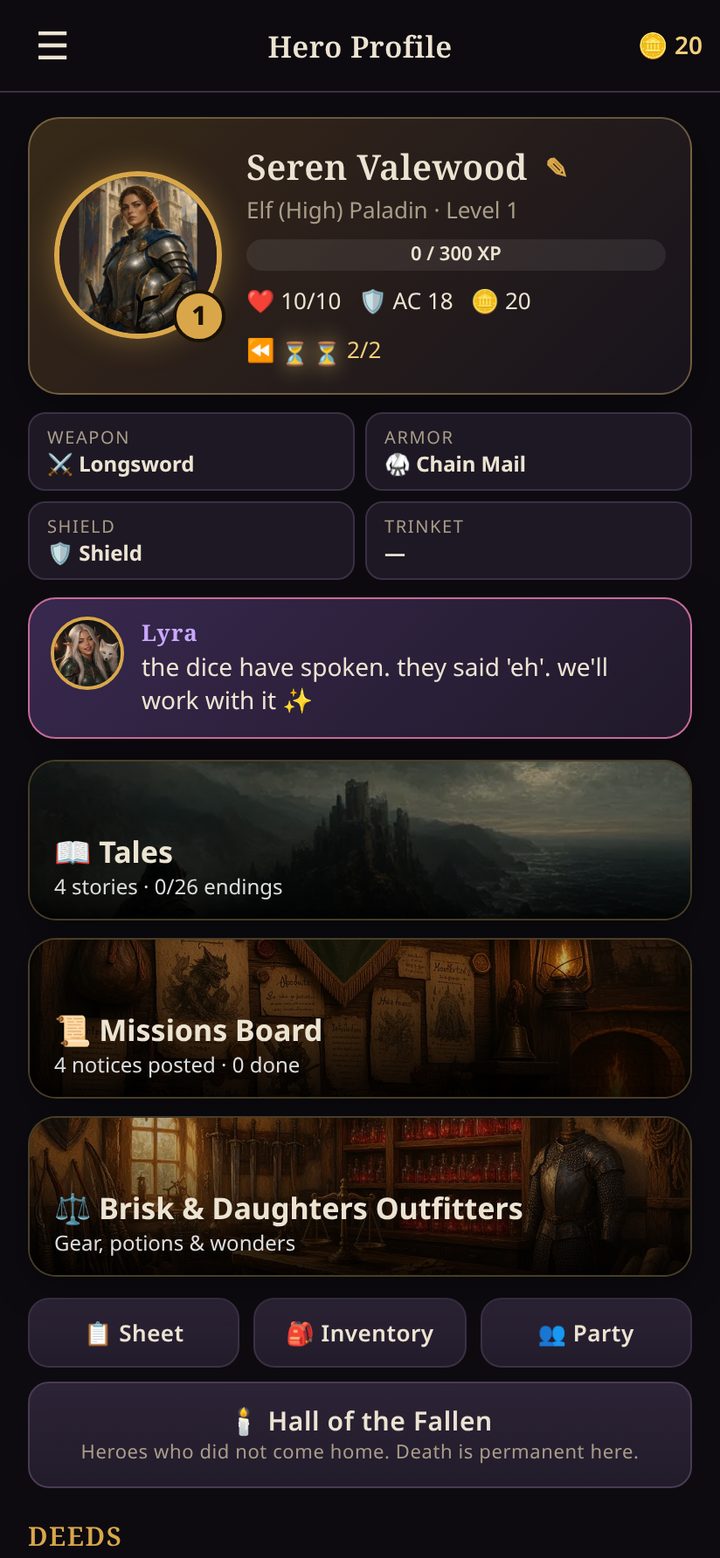 ☰ Hero Profile 🪙 20
Seren Valewood ✎
Elf (High) Paladin · Level 1
0 / 300 XP
1
❤️ 10/10 🛡️ AC 18 🪙 20
⏪ ⏳ ⏳ 2/2
WEAPON
⚔️ Longsword
ARMOR
🥋 Chain Mail
SHIELD
🛡️ Shield
TRINKET
—
Lyra
the dice have spoken. they said 'eh'. we'll
work with it ✨
📖 Tales
4 stories · 0/26 endings
📜 Missions Board
4 notices posted · 0 done
⚖️ Brisk & Daughters Outfitters
Gear, potions & wonders
📋 Sheet
🎒 Inventory
👥 Party
🕯️ Hall of the Fallen
Heroes who did not come home. Death is permanent here.
DEEDS